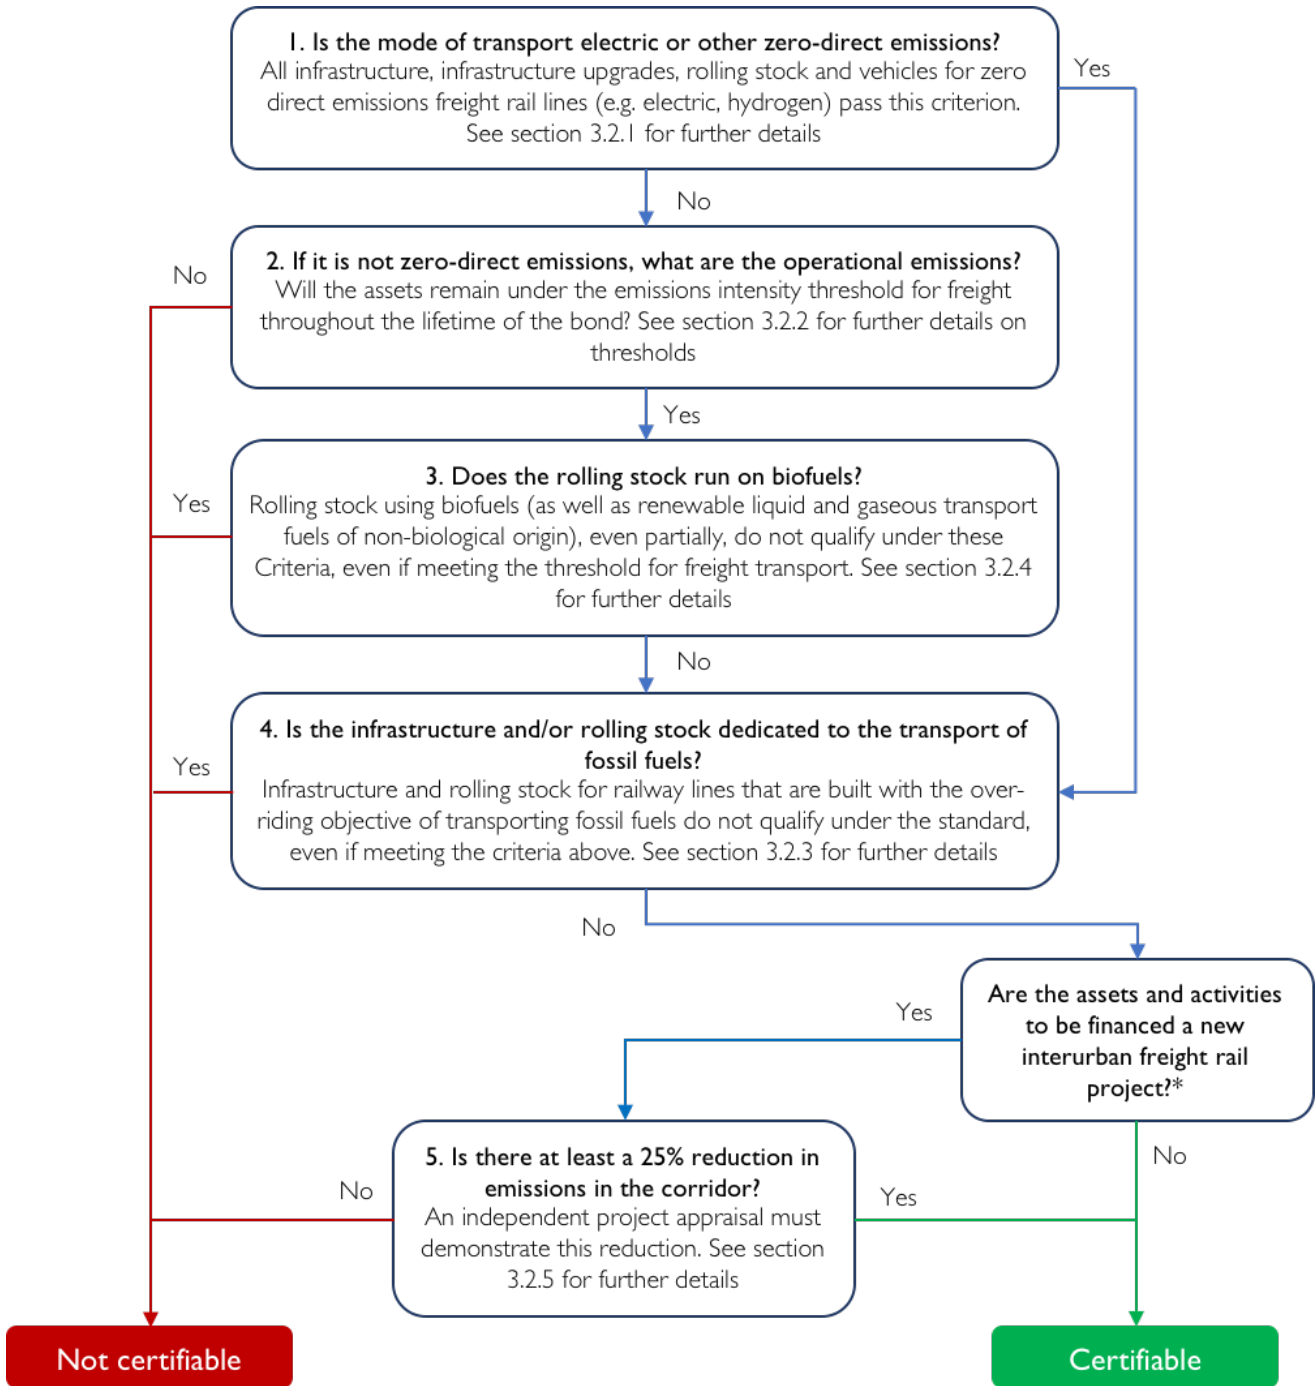 1. Is the mode of transport electric or other zero-direct emissions?
All infrastructure, infrastructure upgrades, rolling stock and vehicles for zero
direct emissions freight rail lines (e.g. electric, hydrogen) pass this criterion.
See section 3.2.1 for further details
Yes
No
2. If it is not zero-direct emissions, what are the operational emissions?
Will the assets remain under the emissions intensity threshold for freight
throughout the lifetime of the bond? See section 3.2.2 for further details on
thresholds
No
Yes
3. Does the rolling stock run on biofuels?
Rolling stock using biofuels (as well as renewable liquid and gaseous transport
fuels of non-biological origin), even partially, do not qualify under these
Criteria, even if meeting the threshold for freight transport. See section 3.2.4
for further details
Yes
No
4. Is the infrastructure and/or rolling stock dedicated to the transport of
fossil fuels?
Infrastructure and rolling stock for railway lines that are built with the over-
riding objective of transporting fossil fuels do not qualify under the standard,
even if meeting the criteria above. See section 3.2.3 for further details
Yes
No
Are the assets and activities
to be financed a new
interurban freight rail
project?*
Yes
No
5. Is there at least a 25% reduction in
emissions in the corridor?
An independent project appraisal must
demonstrate this reduction. See section
3.2.5 for further details
No
Yes
Not certifiable
Certifiable